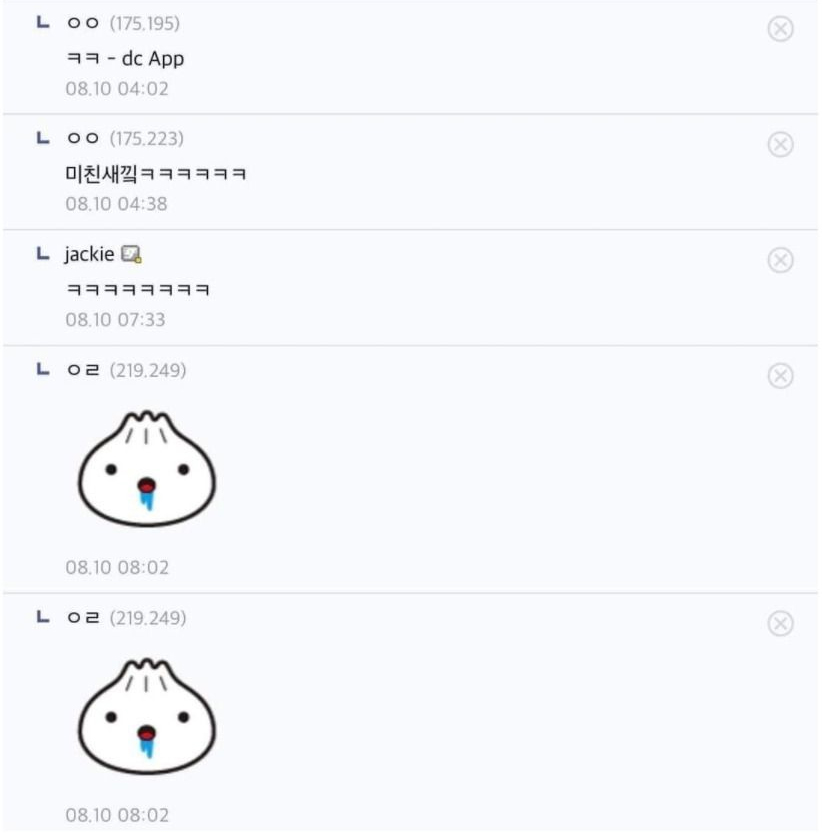 ㅇㅇ (175.195)
ㅋㅋ - dc App
08.10 04:02
ㅇㅇ (175.223)
미친새낔ㅋㅋㅋㅋㅋㅋ
08.10 04:38
jackie
ㅋㅋㅋㅋㅋㅋㅋㅋ
08.10 07:33
ㅇㄹ (219.249)
08.10 08:02
ㅇㄹ (219.249)
08.10 08:02